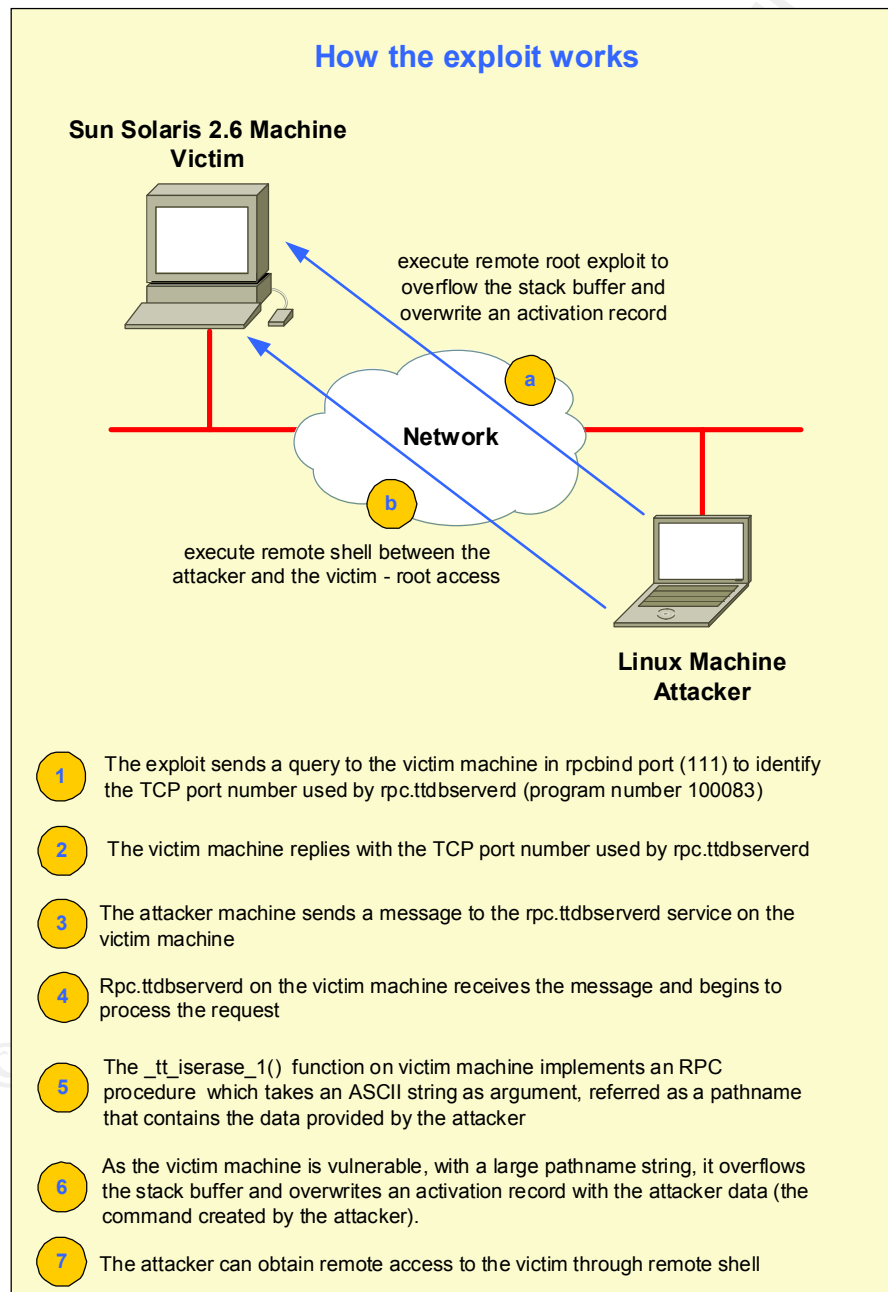 How the exploit works
Sun Solaris 2.6 Machine
Victim
execute remote root exploit to
overflow the stack buffer and
overwrite an activation record
a
Network
b
execute remote shell between the
attacker and the victim - root access
Linux Machine
Attacker
1 The exploit sends a query to the victim machine in rpcbind port (111) to identify
the TCP port number used by rpc.ttdbserverd (program number 100083)
2 The victim machine replies with the TCP port number used by rpc.ttdbserverd
3 The attacker machine sends a message to the rpc.ttdbserverd service on the
victim machine
4 Rpc.ttdbserverd on the victim machine receives the message and begins to
process the request
5 The _tt_iserase_1() function on victim machine implements an RPC
procedure which takes an ASCII string as argument, referred as a pathname
that contains the data provided by the attacker
6 As the victim machine is vulnerable, with a large pathname string, it overflows
the stack buffer and overwrites an activation record with the attacker data (the
command created by the attacker).
7 The attacker can obtain remote access to the victim through remote shell